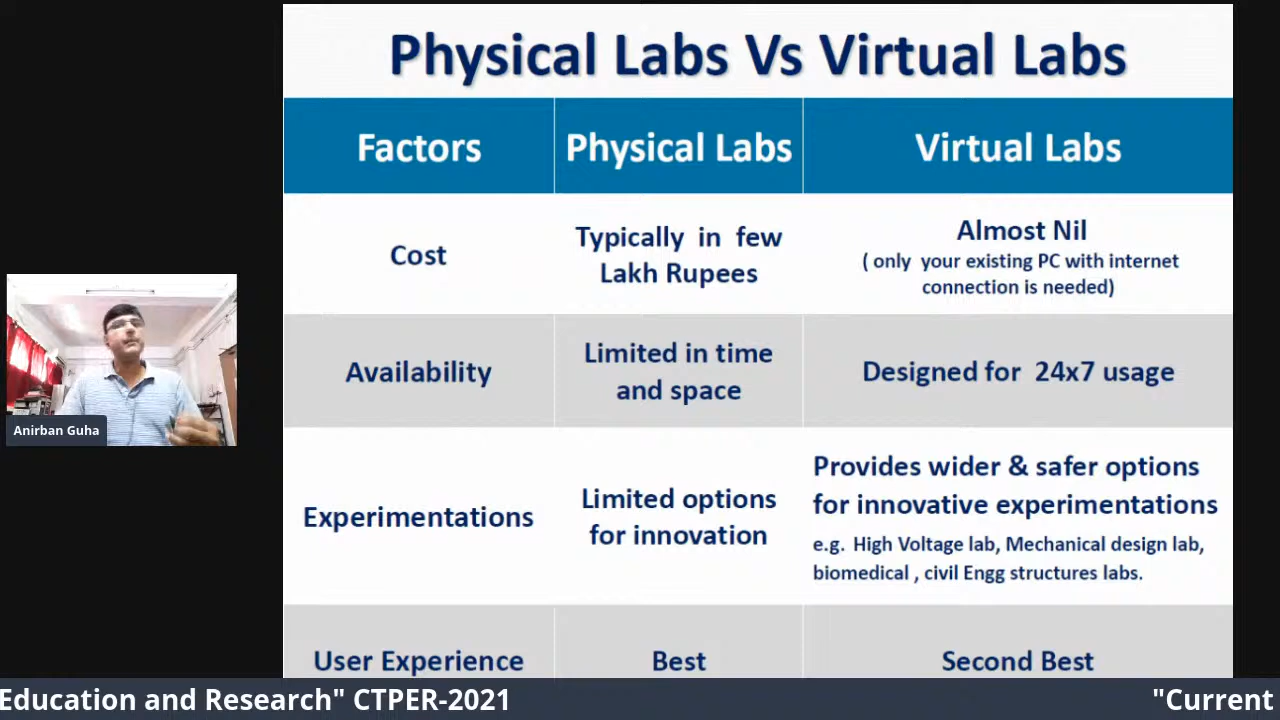 Physical Labs Vs Virtual Labs
Factors
Physical Labs
Virtual Labs
Cost
Typically in few
Lakh Rupees
Almost Nil
( only your existing PC with internet
connection is needed)
Availability
Limited in time
and space
Designed for 24x7 usage
Experimentations
Limited options
for innovation
Provides wider & safer options
for innovative experimentations
e.g. High Voltage lab, Mechanical design lab,
biomedical , civil Engg structures labs.
User Experience
Best
Second Best
Anirban Guha
Education and Research" CTPER-2021
"Current